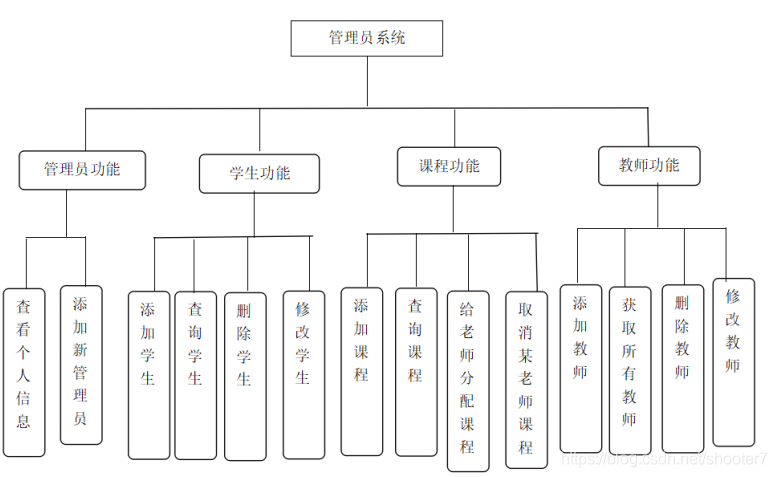 管理员系统
管理员功能
学生功能
课程功能
教师功能
查看个人信息
添加新管理员
添加学生
查询学生
删除学生
修改学生
添加课程
查询课程
给老师分配课程
取消某老师课程
添加教师
获取所有教师
删除教师
修改教师
https://blog.csdn.net/shooter7